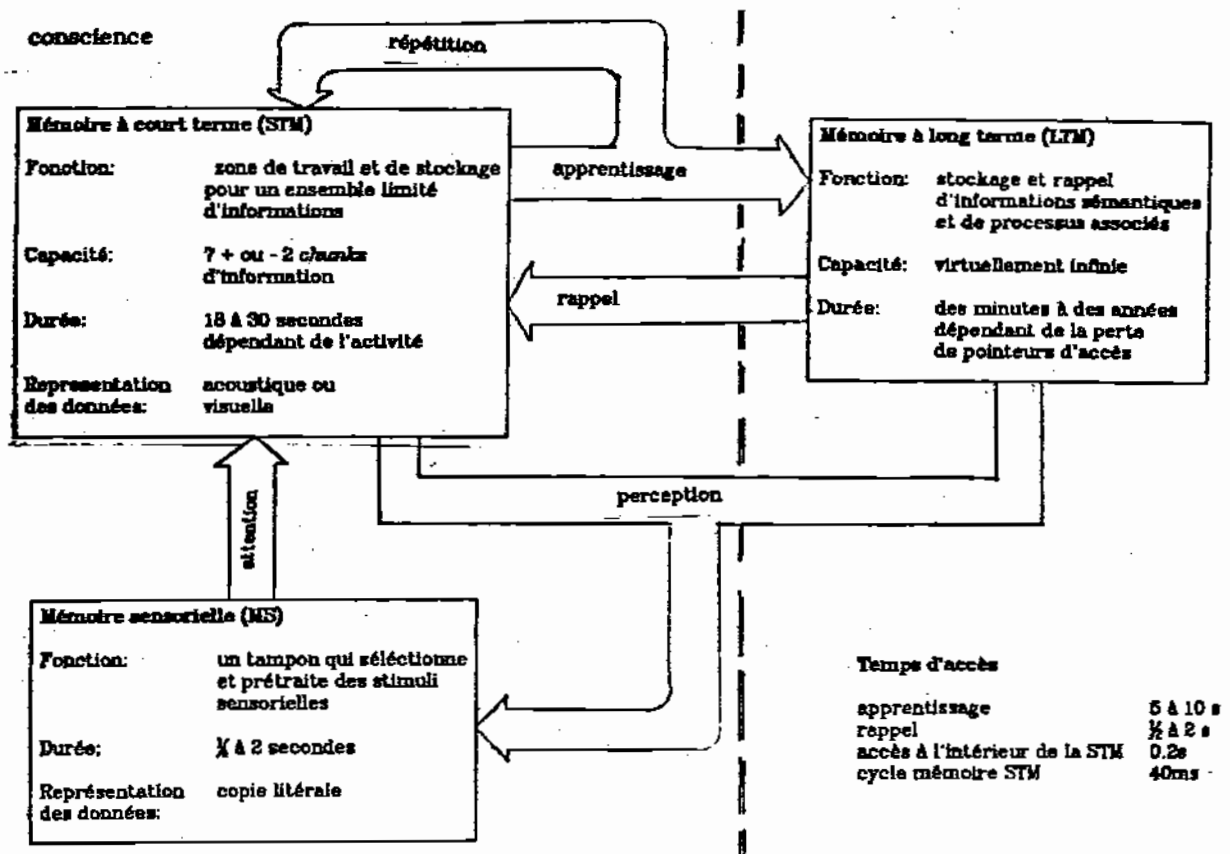 conscience
répétition
Mémoire à court terme (STM)
Fonction: zone de travail et de stockage
pour un ensemble limité
d'informations
Capacité: 7 + ou - 2 chunks
d'information
Durée: 18 à 30 secondes
dépendant de l'activité
Representation acoustique ou
des données: visuelle
apprentissage
rappel
Mémoire à long terme (LTM)
Fonction: stockage et rappel
d'informations sémantiques
et de processus associés
Capacité: virtuellement infinie
Durée: des minutes à des années
dépendant de la perte
de pointeurs d'accès
perception
attention
Mémoire sensorielle (MS)
Fonction: un tampon qui séléctionne
et prétraite des stimuli
sensorielles
Durée: à 2 secondes
Représentation copie litérale
des données:
Temps d'accès
apprentissage 5 à 10 s
rappel ½ à 2 s
accès à l'intérieur de la STM 0.2s
cycle mémoire STM 40ms